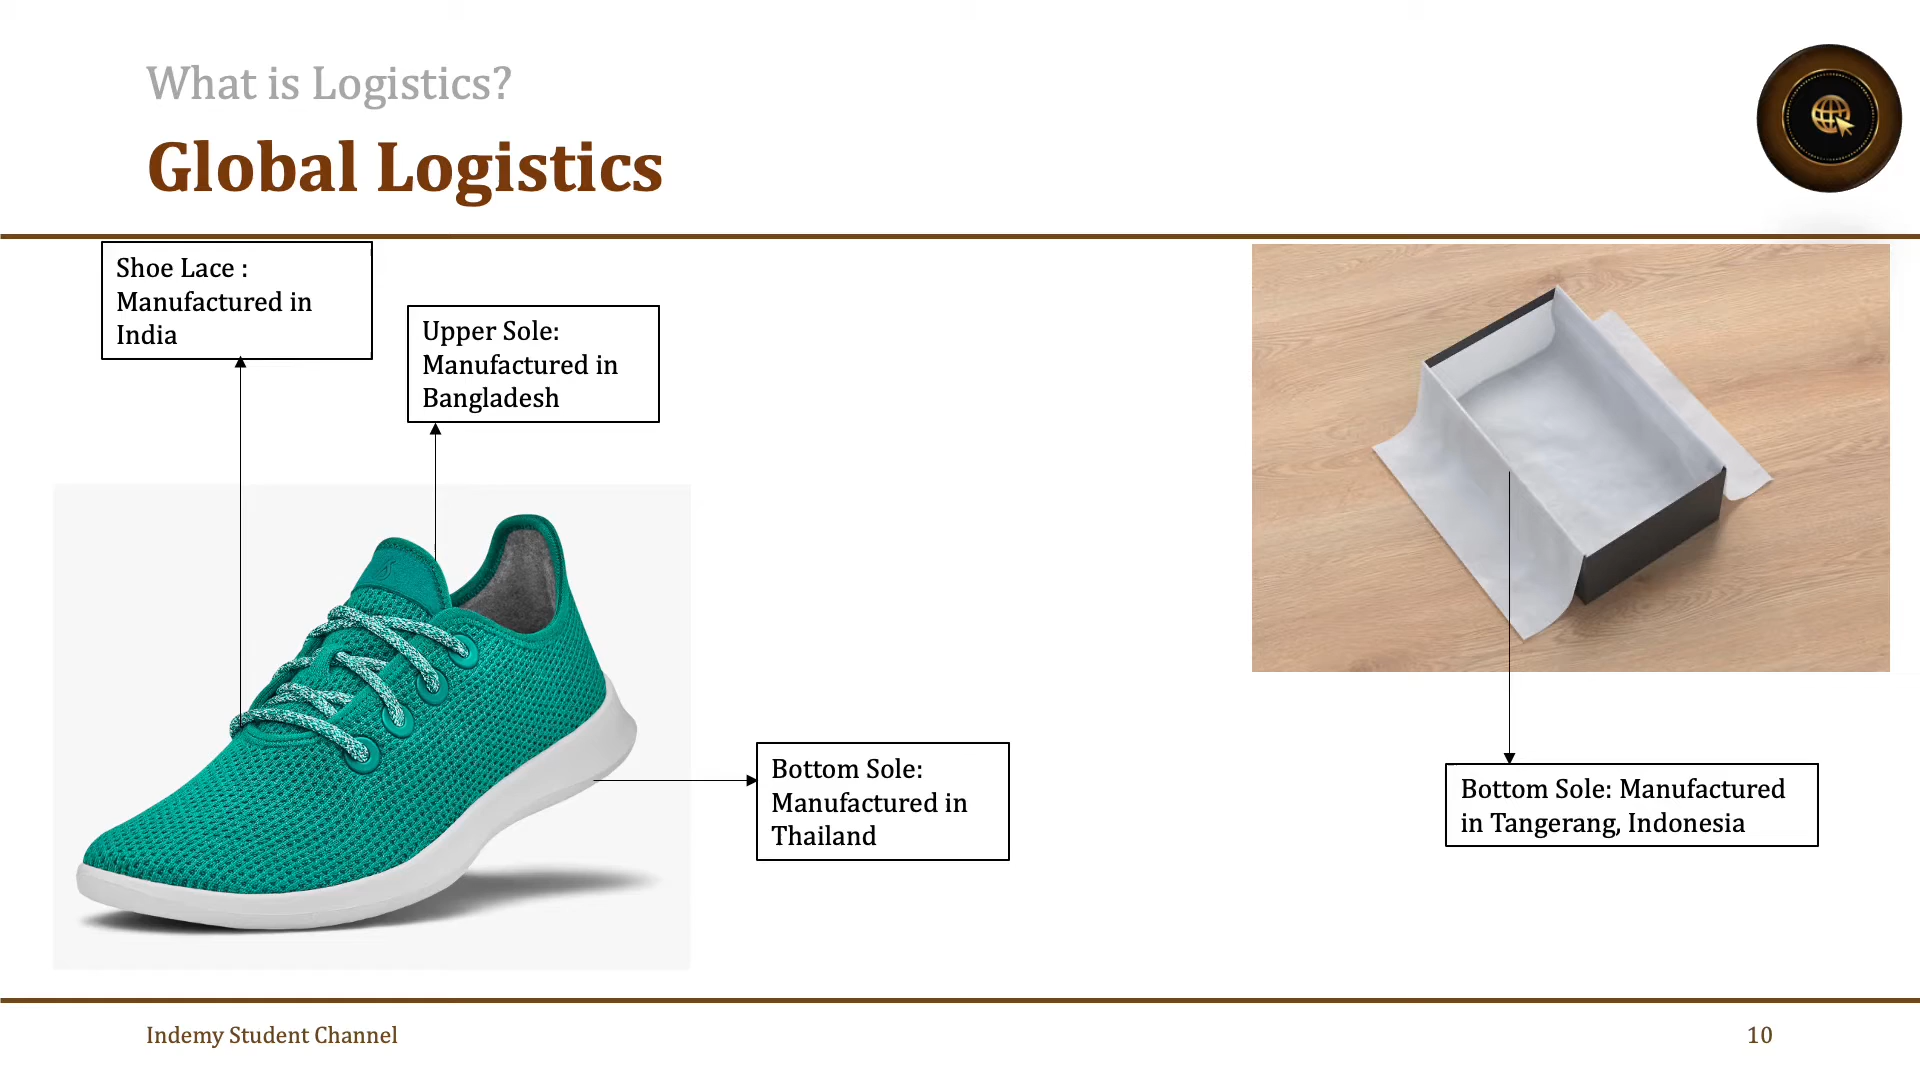 What is Logistics?
Global Logistics
Shoe Lace :
Manufactured in
India
Upper Sole:
Manufactured in
Bangladesh
Bottom Sole:
Manufactured in
Thailand
Bottom Sole: Manufactured
in Tangerang, Indonesia
Indemy Student Channel
10